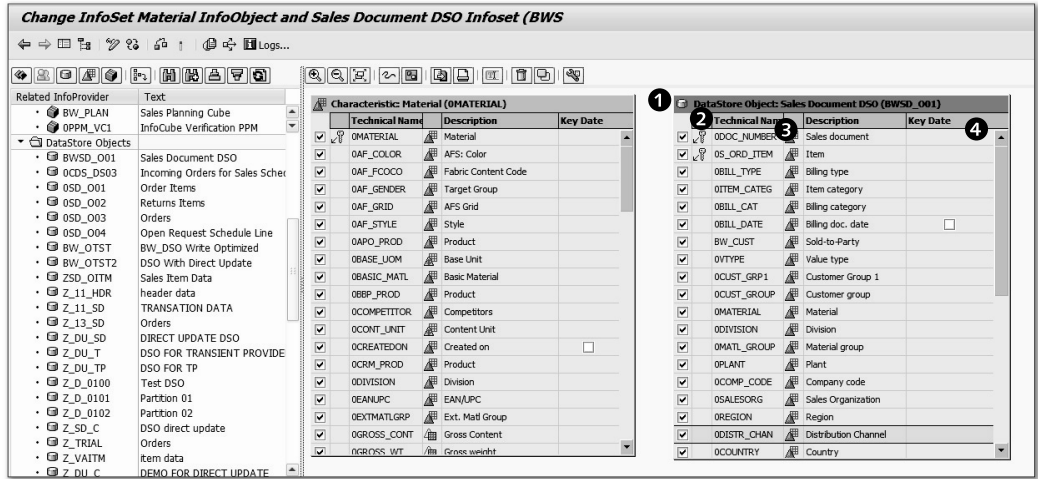 Change InfoSet Material InfoObject and Sales Document DSO Infoset (BWS
Logs...
Related InfoProvider Text
BW_PLAN Sales Planning Cube
0PPM_VC1 InfoCube Verification PPM
DataStore Objects
BWSD_O01 Sales Document DSO
0CDS_DS03 Incoming Orders for Sales Sched
0SD_O01 Order Items
0SD_O02 Returns Items
0SD_O03 Orders
0SD_O04 Open Request Schedule Line
BW_OTST BW_DSO Write Optimized
BW_OTST2 DSO With Direct Update
ZSD_OITM Sales Item Data
Z_11_HDR header data
Z_11_SD TRANSATION DATA
Z_13_SD Orders
Z_DU_SD DIRECT UPDATE DSO
Z_DU_T DSO FOR TRANSIENT PROVIDE
Z_DU_TP DSO FOR TP
Z_D_0100 Test DSO
Z_D_0101 Partition 01
Z_D_0102 Partition 02
Z_SD_C DSO direct update
Z_TRIAL Orders
Z_VAITM item data
Z_DU_C DEMO FOR DIRECT UPDATE
Characteristic: Material (0MATERIAL)
Technical Name Description Key Date
0MATERIAL Material
0AF_COLOR AFS: Color
0AF_FCOCO Fabric Content Code
0AF_GENDER Target Group
0AF_GRID AFS Grid
0AF_STYLE Style
0APO_PROD Product
0BASE_UOM Base Unit
0BASIC_MATL Basic Material
0BBP_PROD Product
0COMPETITOR Competitors
0CONT_UNIT Content Unit
0CREATEDON Created on
0CRM_PROD Product
0DIVISION Division
0EANUPC EAN/UPC
0EXTMATLGRP Ext. Matl Group
0GROSS_CONT Gross Content
0GROSS_WT Gross weight
1 DataStore Object: Sales Document DSO (BWSD_O01)
2 Technical Nam Description Key Date
0DOC_NUMBER 3 Sales document 4
0S_ORD_ITEM Item
0BILL_TYPE Billing type
0ITEM_CATEG Item category
0BILL_CAT Billing category
0BILL_DATE Billing doc. date
BW_CUST Sold-to-Party
0VTYPE Value type
0CUST_GRP1 Customer Group 1
0CUST_GROUP Customer group
0MATERIAL Material
0DIVISION Division
0MATL_GROUP Material group
0PLANT Plant
0COMP_CODE Company code
0SALESORG Sales Organization
0REGION Region
0DISTR_CHAN Distribution Channel
0COUNTRY Country